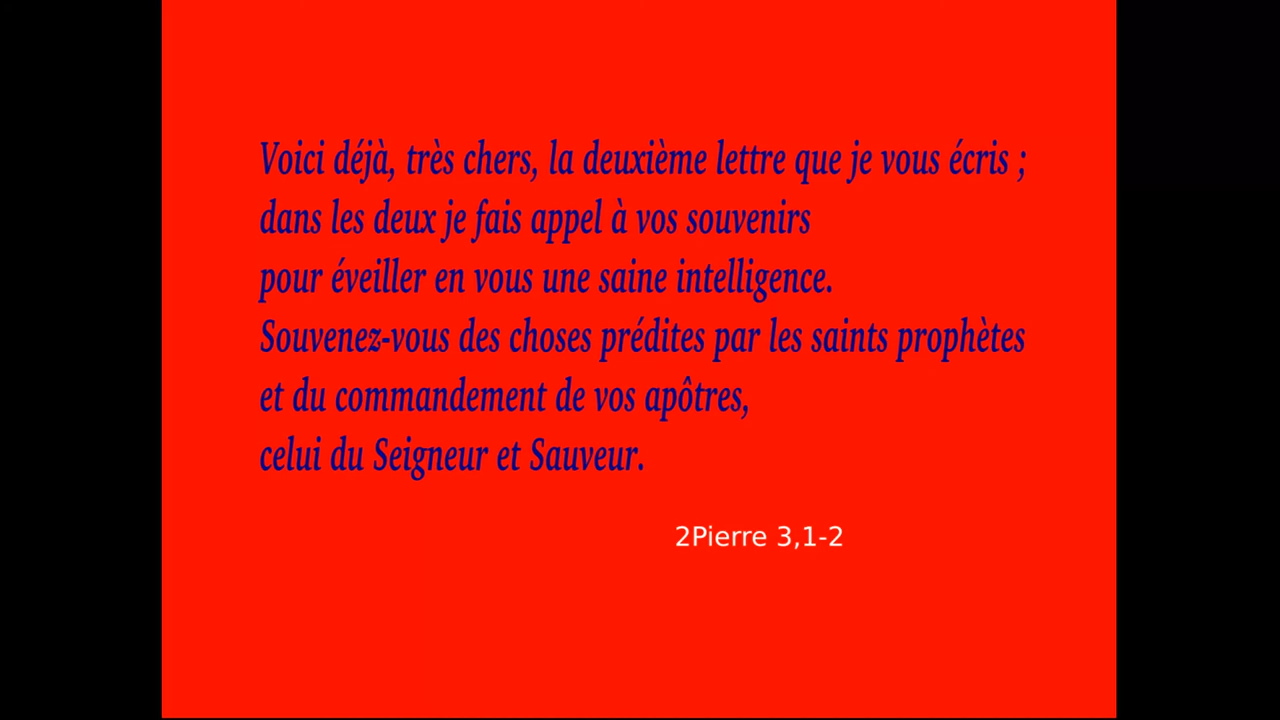 Voici déjà, très chers, la deuxième lettre que je vous écris ;
dans les deux je fais appel à vos souvenirs
pour éveiller en vous une saine intelligence.
Souvenez-vous des choses prédites par les saints prophètes
et du commandement de vos apôtres,
celui du Seigneur et Sauveur.
2Pierre 3,1-2